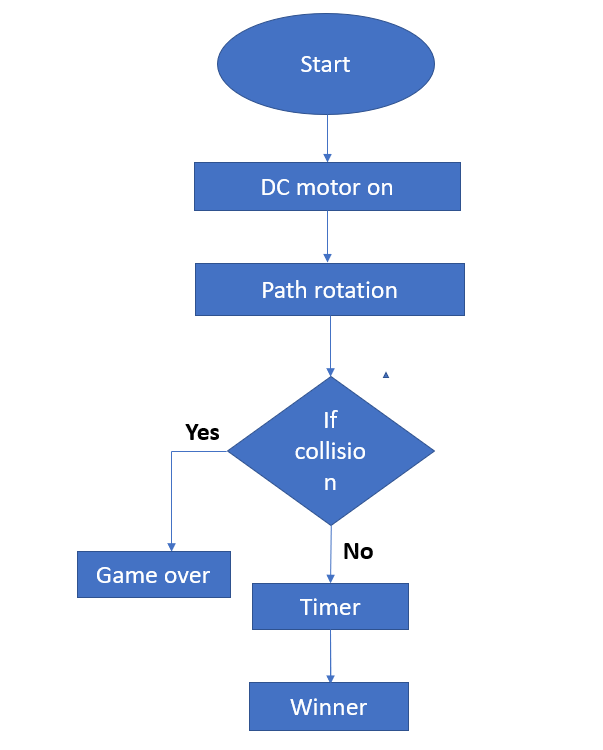 Start
DC motor on
Path rotation
If
collisio
n
Yes
No
Game over
Timer
Winner